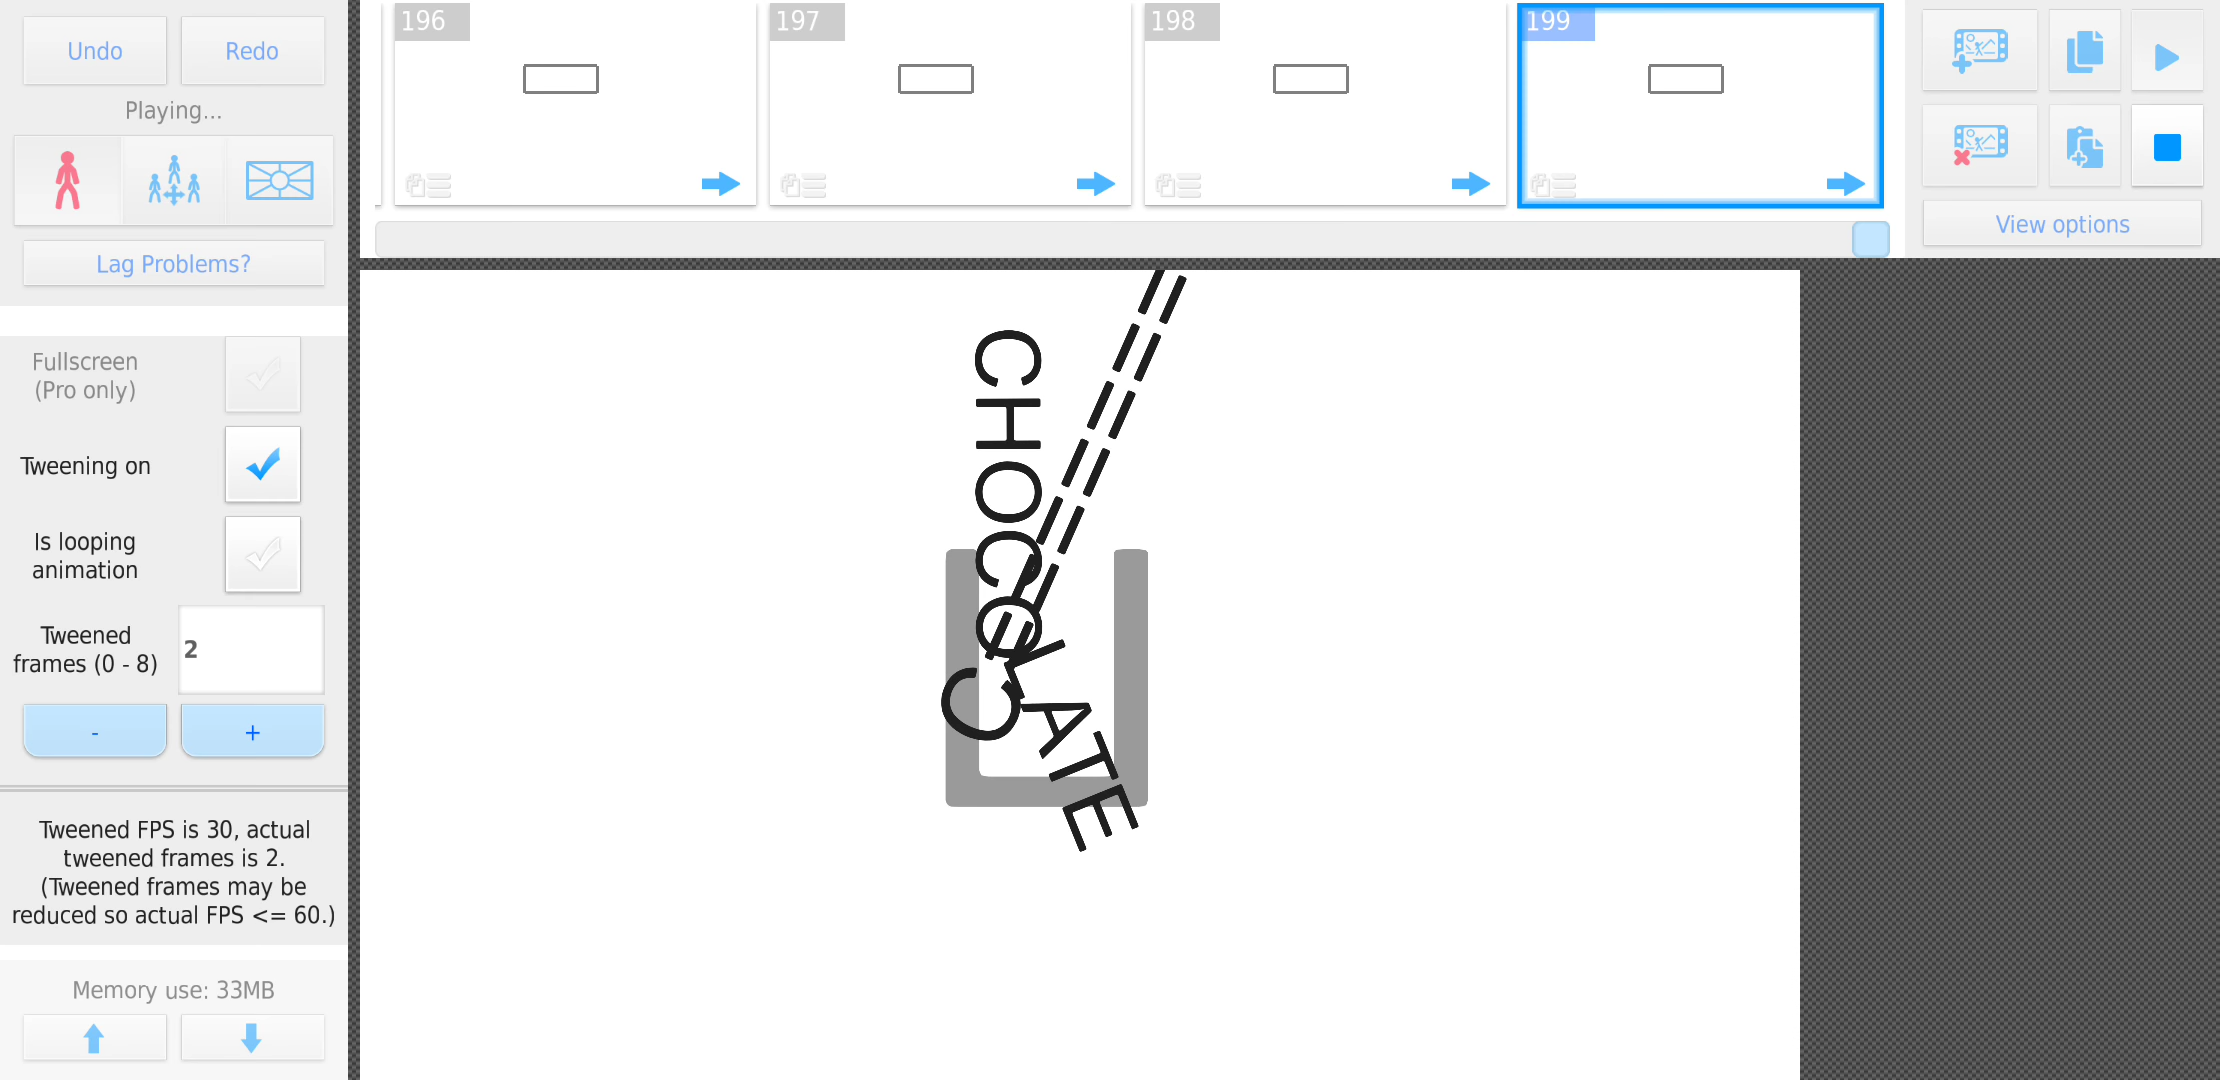 Undo
Redo
Playing...
Lag Problems?
Fullscreen
(Pro only)
Tweening on
Is looping
animation
Tweened
frames (0 - 8)
2
-
+
Tweened FPS is 30, actual
tweened frames is 2.
(Tweened frames may be
reduced so actual FPS <= 60.)
Memory use: 33MB
196
197
198
199
View options
CHOCOLATE